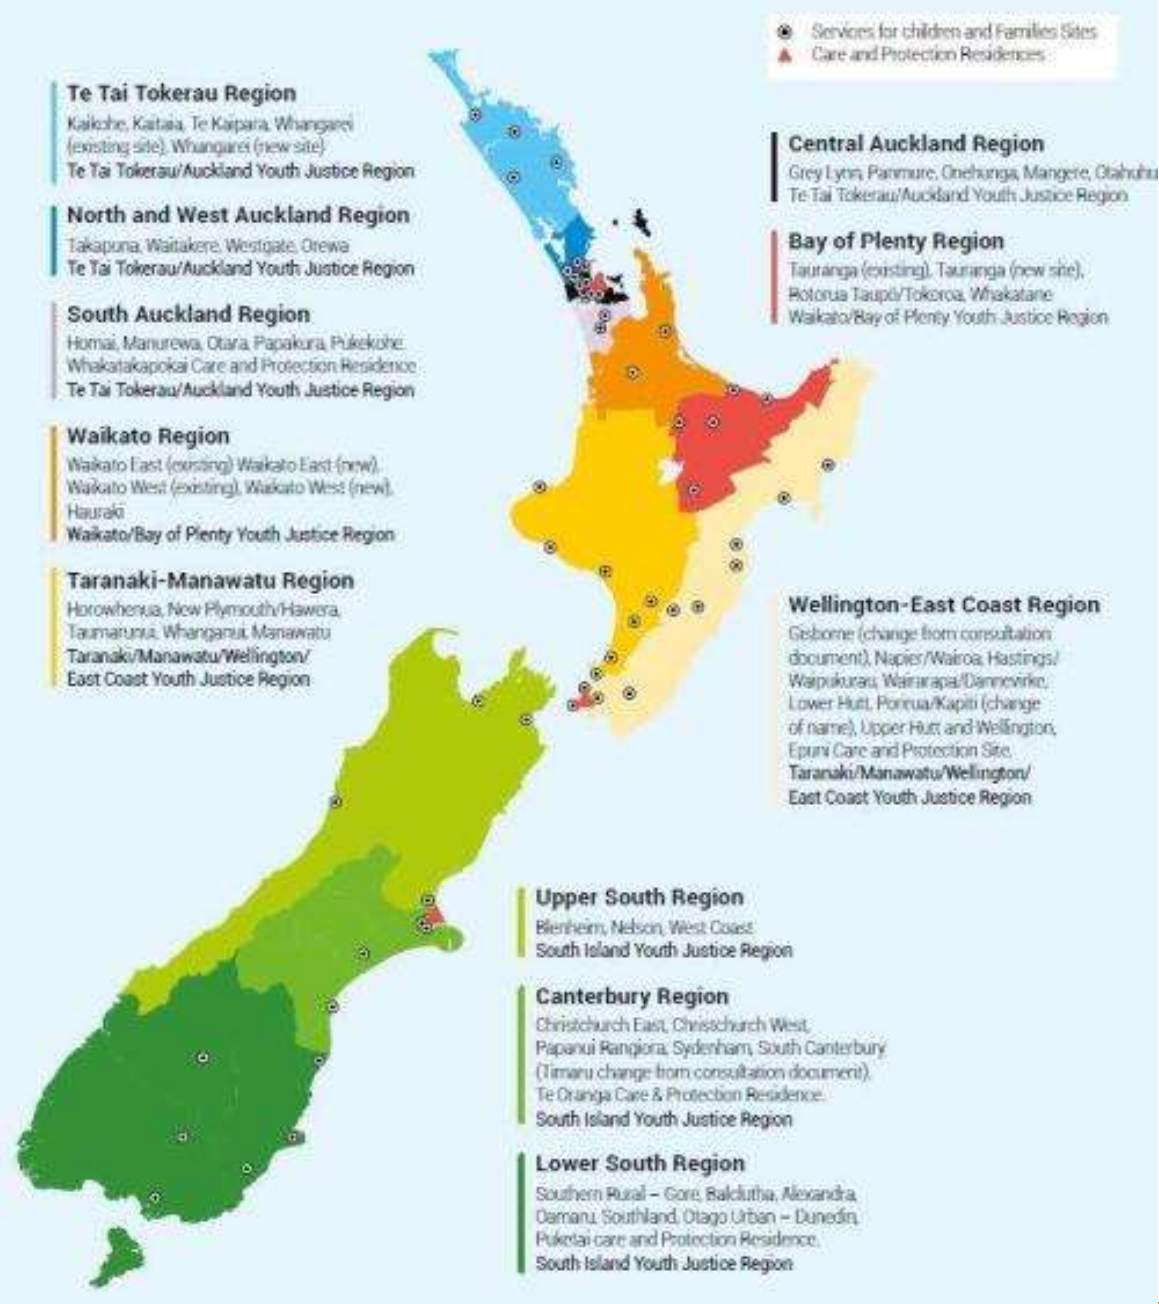 Services for children and Families Sites
Care and Protection Residences
Te Tai Tokerau Region
Kaikohe, Kaitaia, Te Kaipara, Whangarei
(existing site), Whangarei (new site)
Te Tai Tokerau/Auckland Youth Justice Region
North and West Auckland Region
Takapuna, Waitakere, Westgate, Orewa
Te Tai Tokerau/Auckland Youth Justice Region
South Auckland Region
Homai, Manurewa, Otara, Papakura, Pukekohe
Whakatakapokai Care and Protection Residence
Te Tai Tokerau/Auckland Youth Justice Region
Waikato Region
Waikato East (existing) Waikato East (new),
Waikato West (existing), Waikato West (new),
Hauraki
Waikato/Bay of Plenty Youth Justice Region
Taranaki-Manawatu Region
Horowhenua, New Plymouth/Hawera,
Taumarunui, Whanganui, Manawatu
Taranaki/Manawatu/Wellington/
East Coast Youth Justice Region
Central Auckland Region
Grey Lynn, Panmure, Onehunga, Mangere, Otahuhu
Te Tai Tokerau/Auckland Youth Justice Region
Bay of Plenty Region
Tauranga (existing), Tauranga (new site),
Rotorua Taupō/Tokoroa, Whakatane
Waikato/Bay of Plenty Youth Justice Region
Wellington-East Coast Region
Gisborne (change from consultation
document), Napier/Wairoa, Hastings/
Waipukurau, Wairarapa/Dannevirke,
Lower Hutt, Porirua/Kapiti (change
of name), Upper Hutt and Wellington,
Epuni Care and Protection Site.
Taranaki/Manawatu/Wellington/
East Coast Youth Justice Region
Upper South Region
Blenheim, Nelson, West Coast
South Island Youth Justice Region
Canterbury Region
Christchurch East, Christchurch West,
Papanui Rangiora, Sydenham, South Canterbury
(Timaru change from consultation document),
Te Oranga Care & Protection Residence.
South Island Youth Justice Region
Lower South Region
Southern Rural – Gore, Balclutha, Alexandra,
Oamaru, Southland, Otago Urban – Dunedin,
Puketai care and Protection Residence.
South Island Youth Justice Region